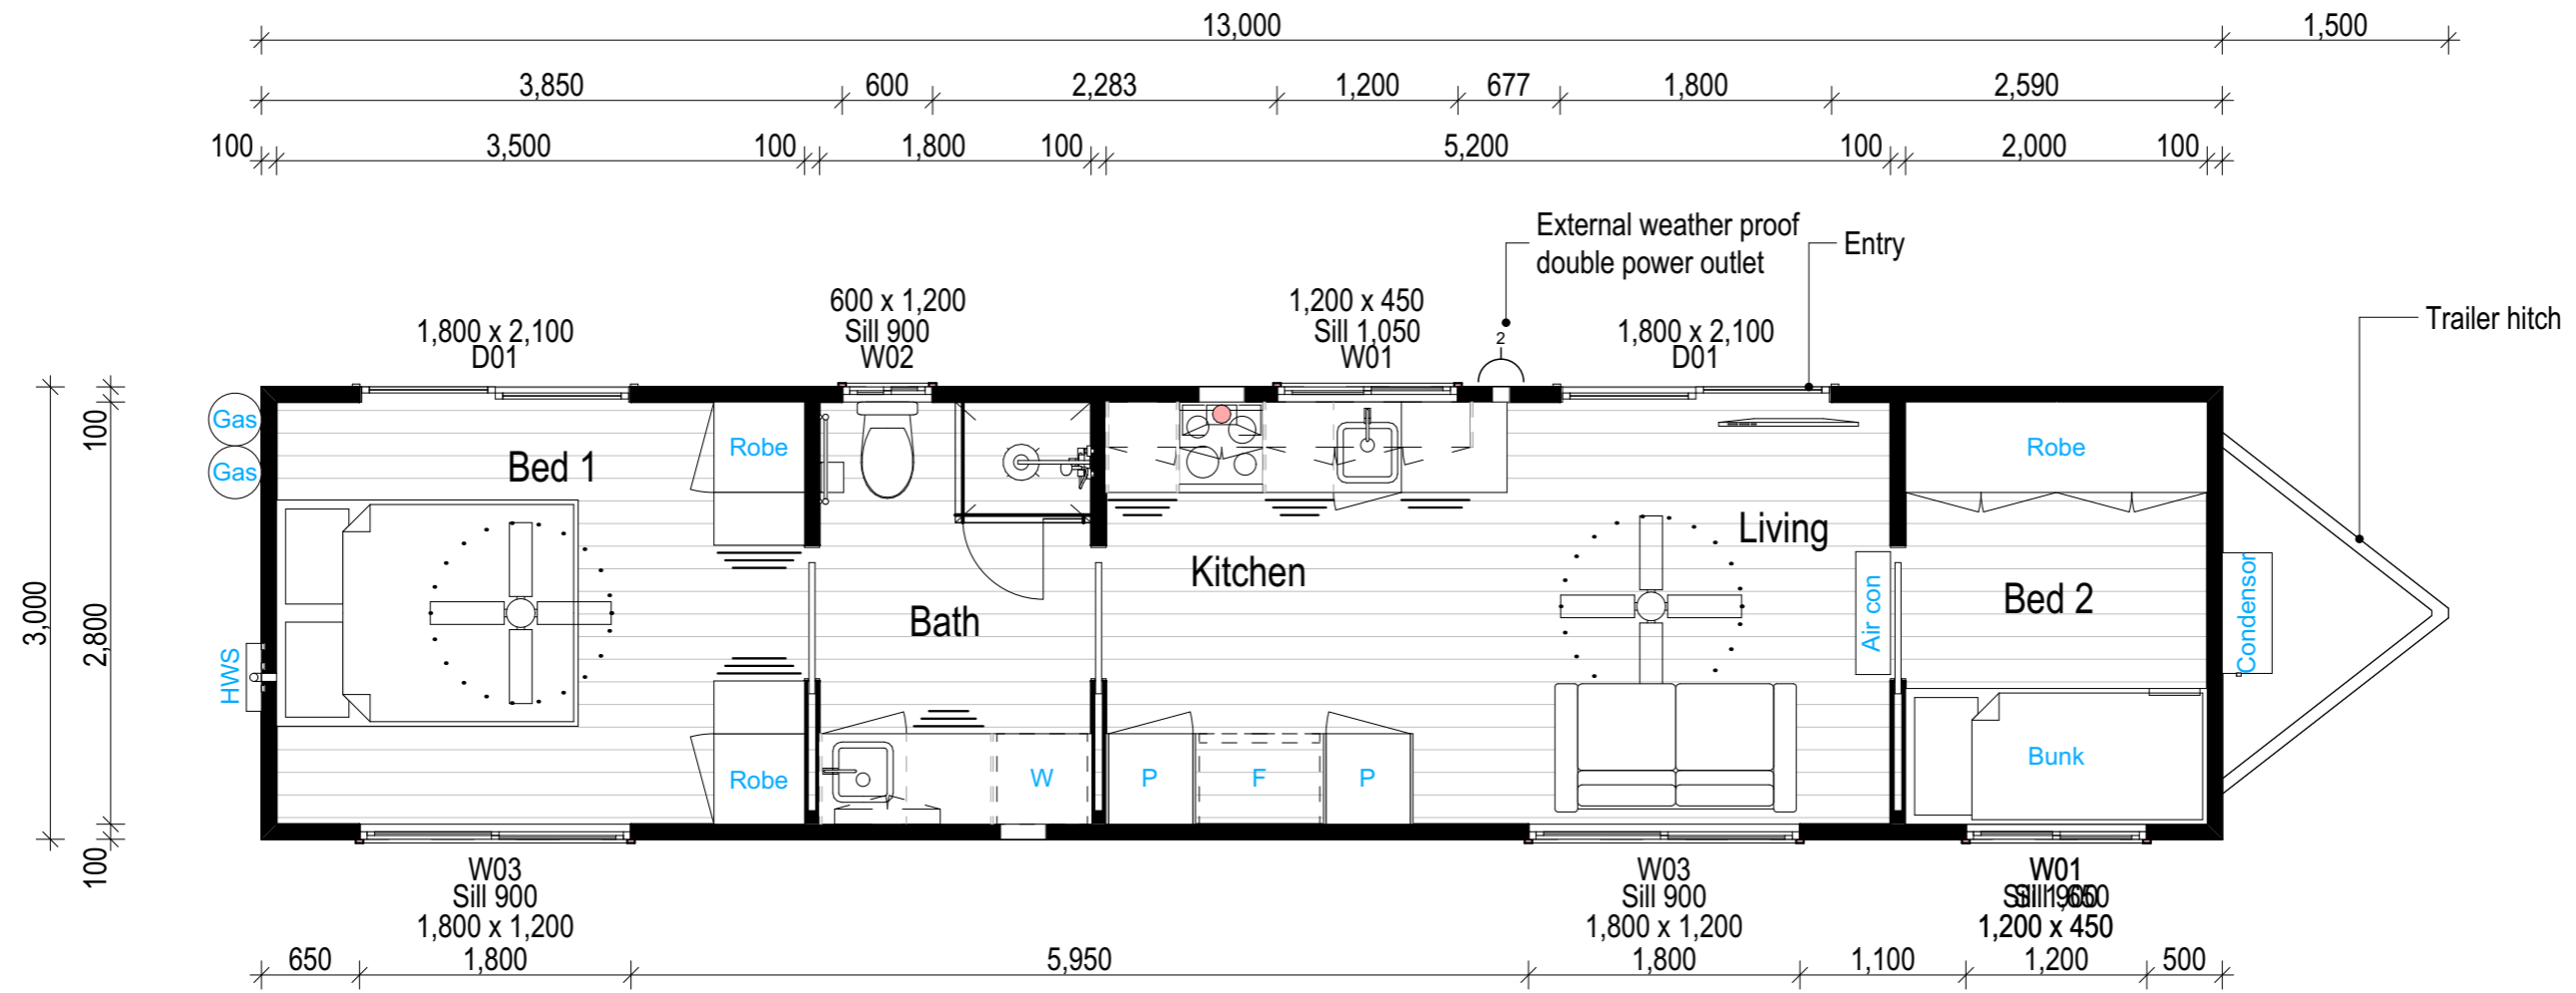 13,000
1,500
3,850
600
2,283
1,200
677
1,800
2,590
100
3,500
100
1,800
100
5,200
100
2,000
100
External weather proof
double power outlet
Entry
Trailer hitch
1,800 x 2,100
D01
600 x 1,200
Sill 900
W02
1,200 x 450
Sill 1,050
W01
2
1,800 x 2,100
D01
3,000
100
2,800
100
Gas
Gas
HWS
Bed 1
Robe
Robe
Bath
W
Kitchen
P
F
P
Living
Air con
Robe
Bed 2
Bunk
Condensor
W03
Sill 900
1,800 x 1,200
W03
Sill 900
1,800 x 1,200
W01
1,200 x 450
650
1,800
5,950
1,800
1,100
1,200
500